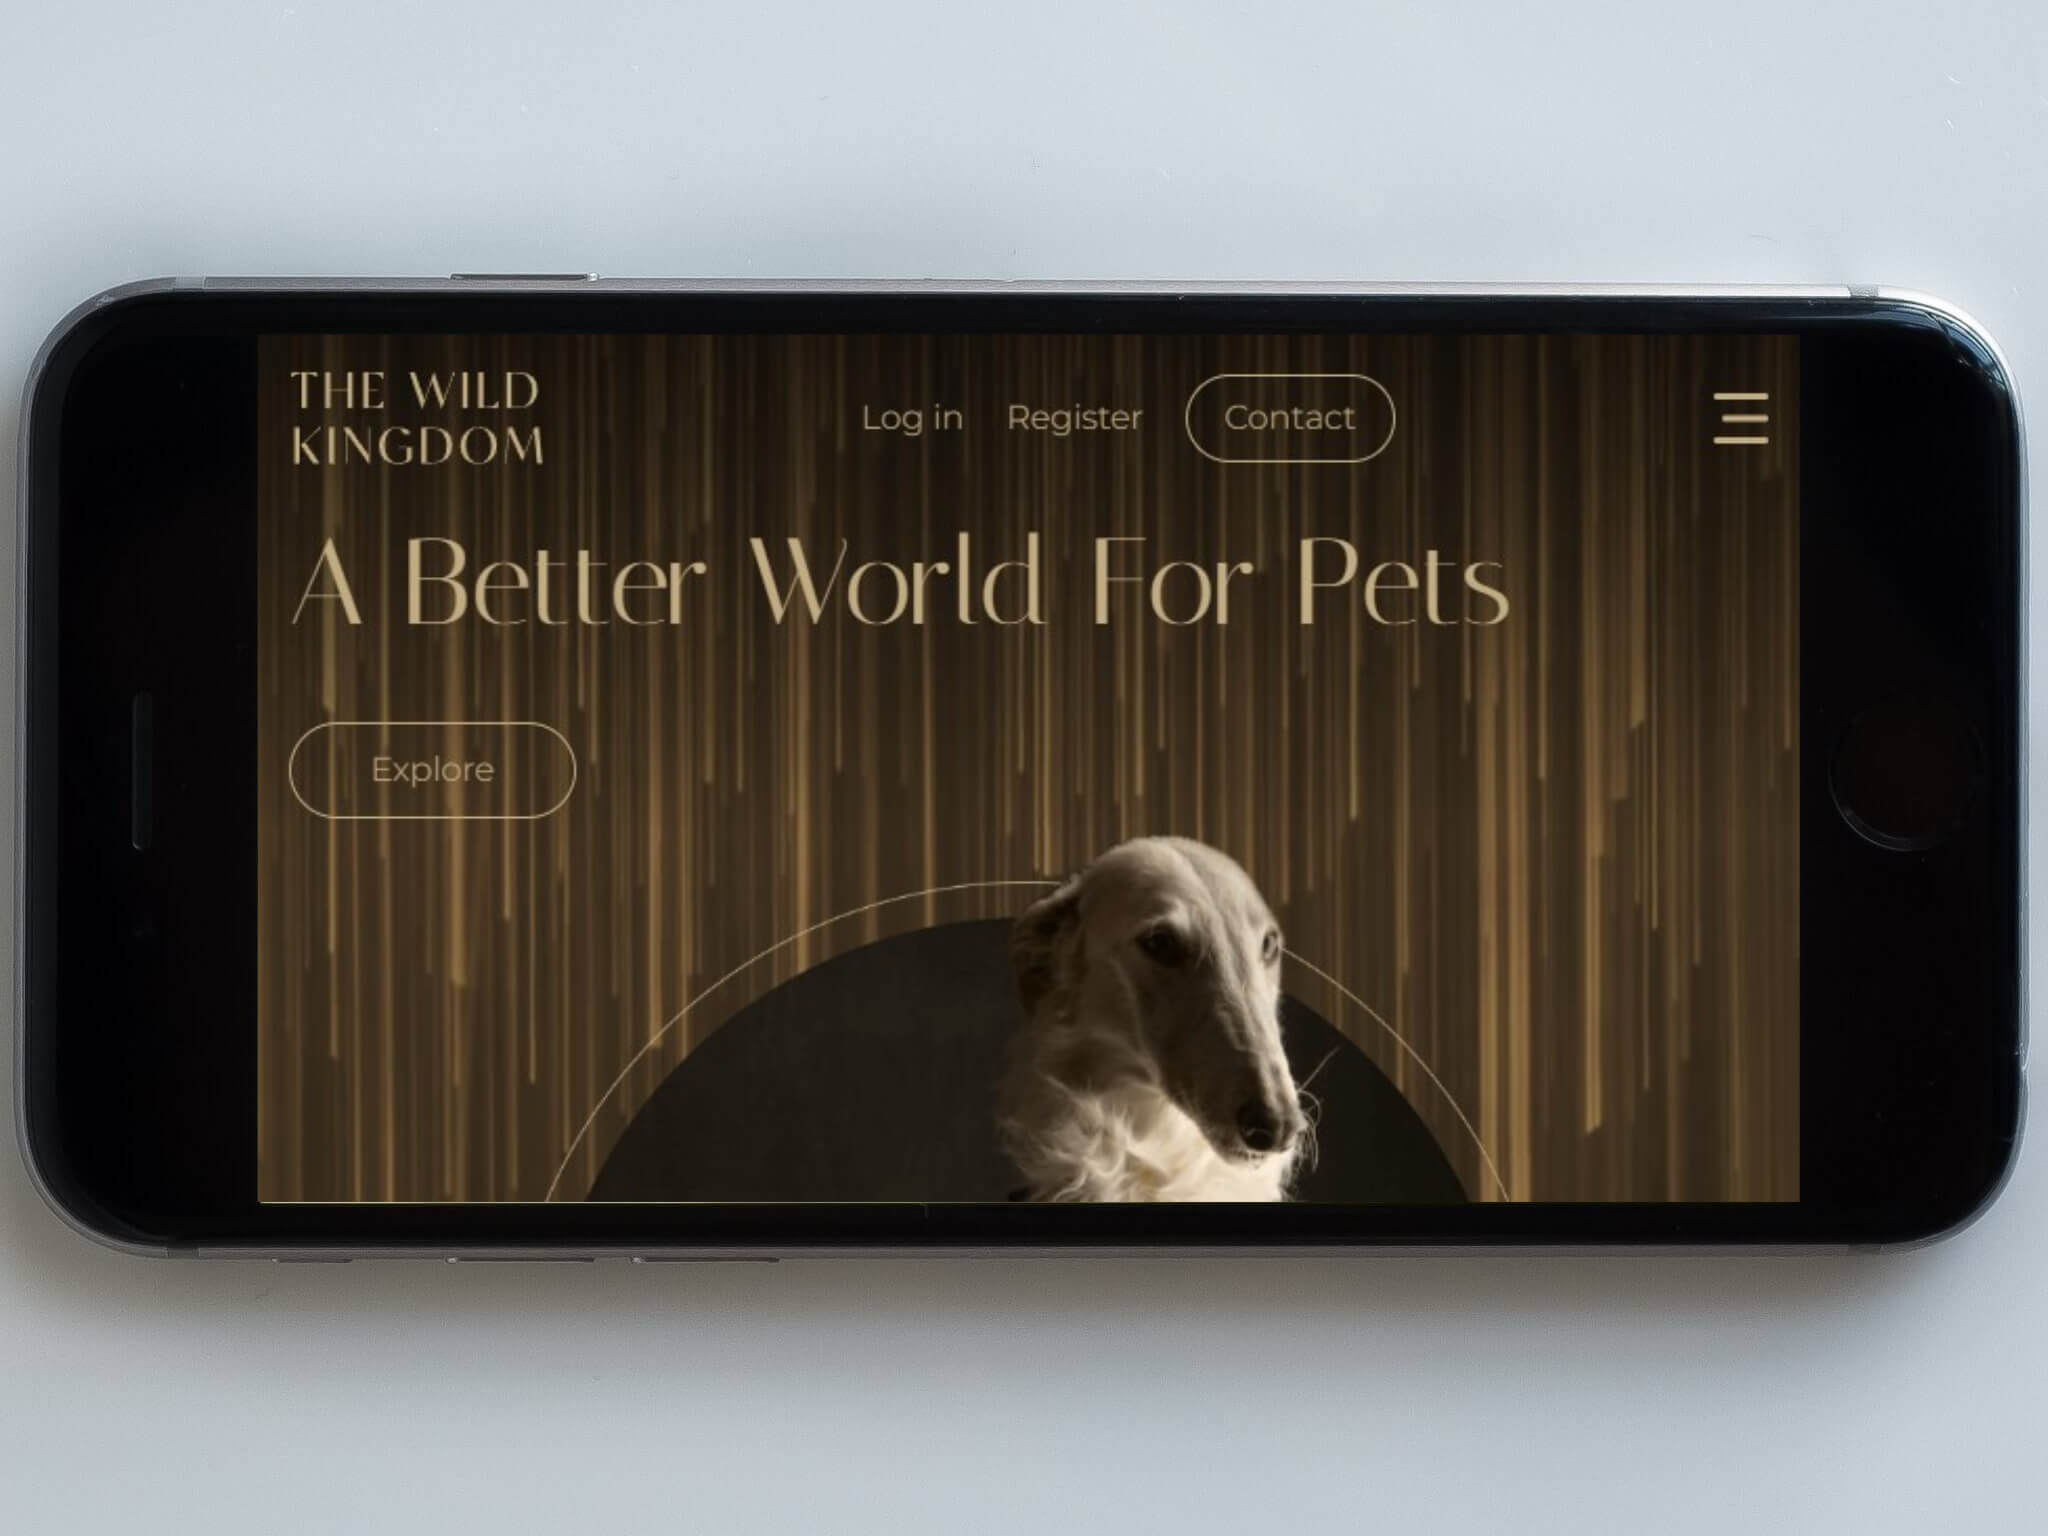 THE WILD
KINGDOM
Log in Register Contact
A Better World For Pets
Explore